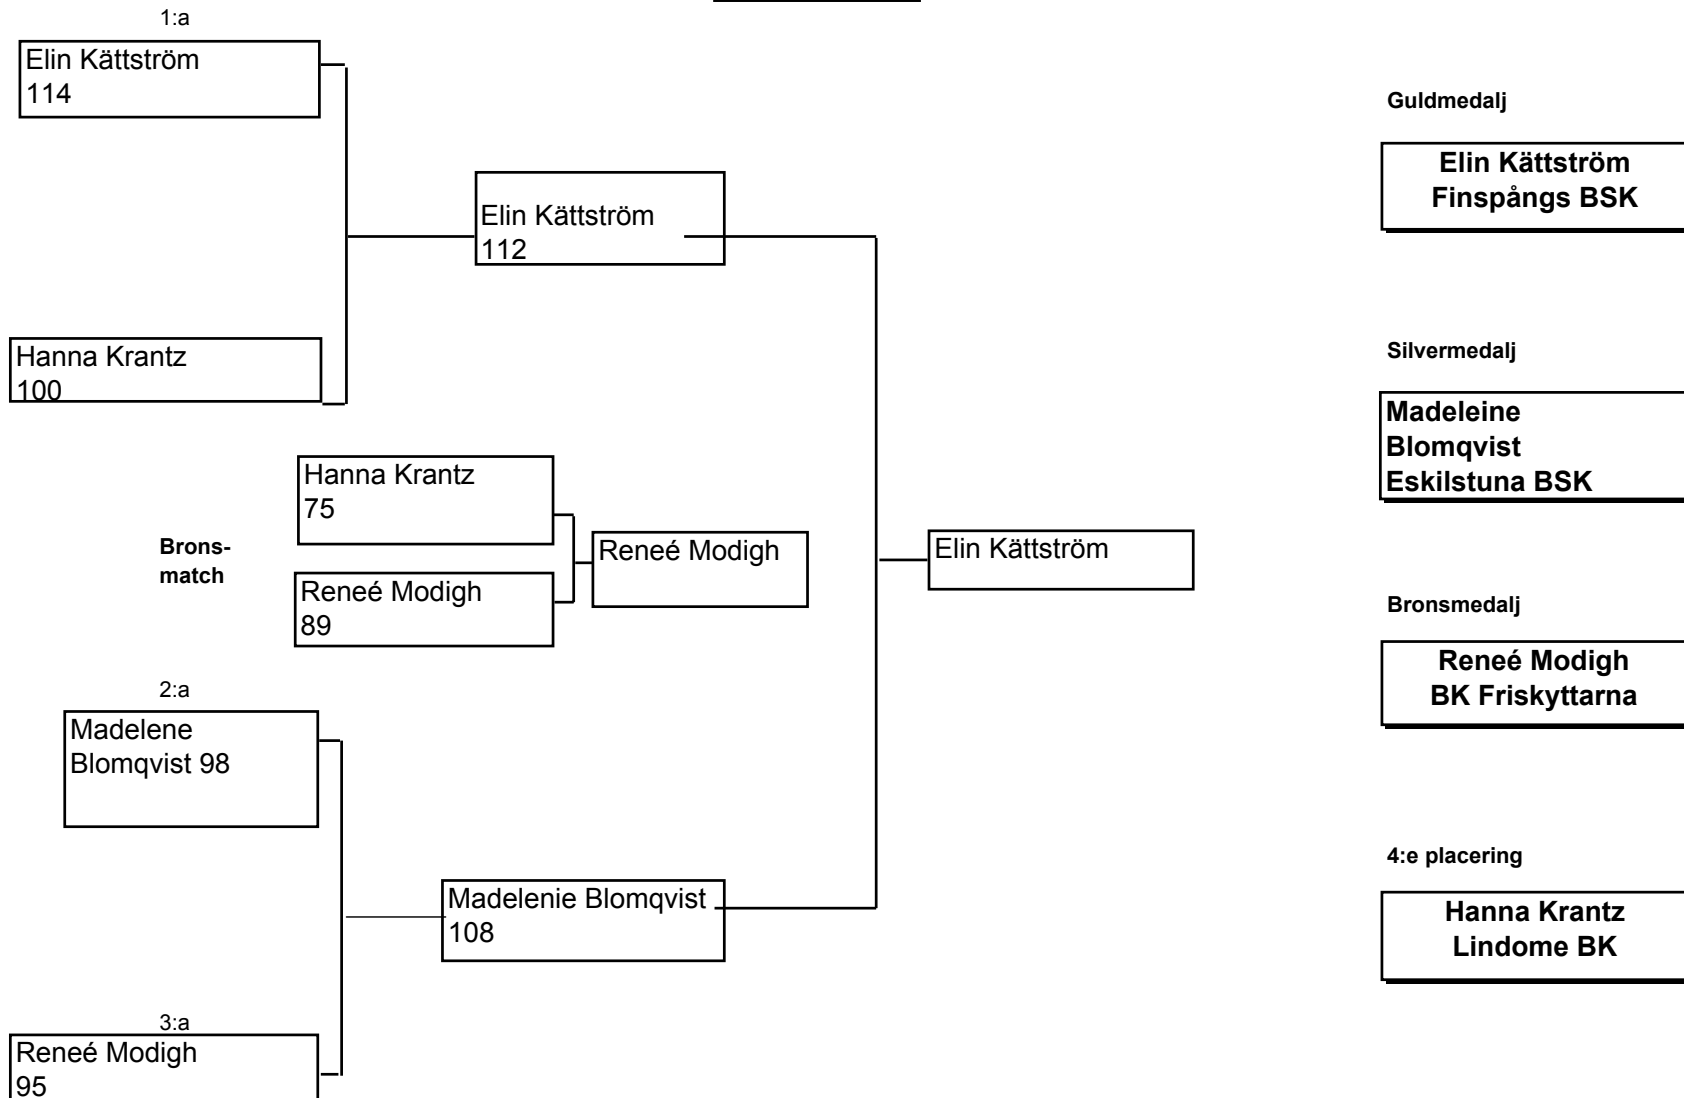 1:a
Elin Kättström
114
Elin Kättström
112
Hanna Krantz
100
Hanna Krantz
75
Brons-
match
Reneé Modigh
89
Reneé Modigh
Elin Kättström
2:a
Madelene
Blomqvist 98
Madelenie Blomqvist
108
3:a
Reneé Modigh
95
Guldmedalj
Elin Kättström
Finspångs BSK
Silvermedalj
Madeleine
Blomqvist
Eskilstuna BSK
Bronsmedalj
Reneé Modigh
BK Friskyttarna
4:e placering
Hanna Krantz
Lindome BK